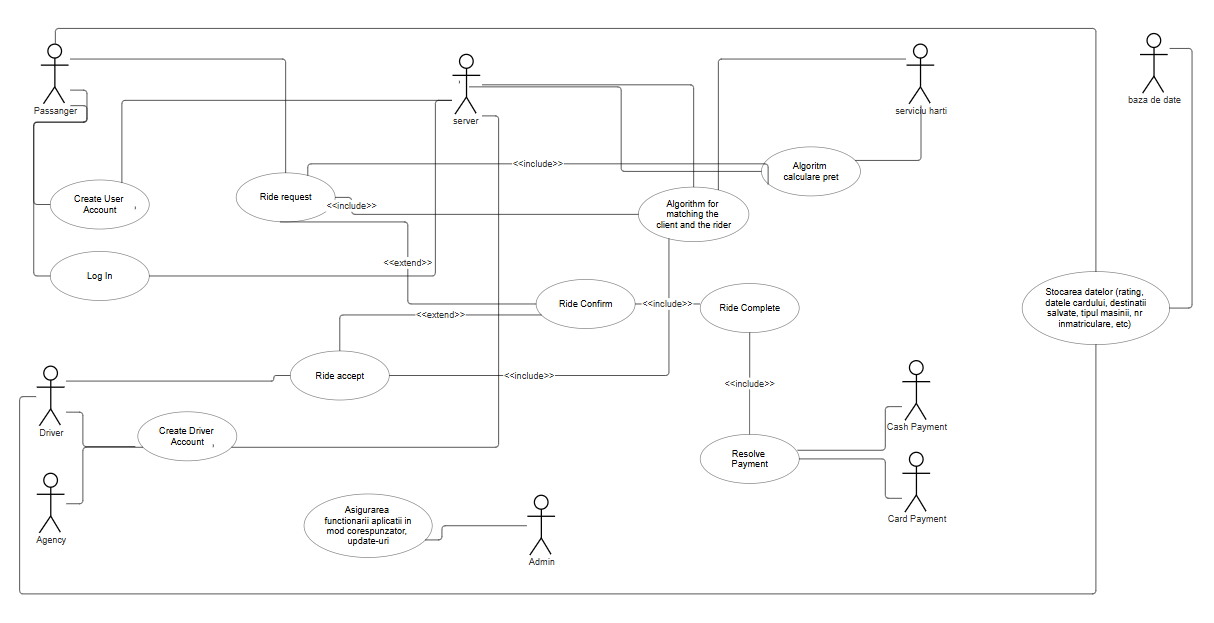 Passanger
server
serviciu harti
baza de date
<<include>>
Algoritm
calculare pret
Create User
Account
Ride request
<<include>>
Algorithm for
matching the
client and the rider
<<extend>>
Log In
Ride Confirm
<<include>>
Ride Complete
Stocarea datelor (rating,
datele cardului, destinatii
salvate, tipul masinii, nr
inmatriculare, etc)
<<extend>>
Ride accept
<<include>>
<<include>>
Driver
Create Driver
Account
Cash Payment
Resolve
Payment
Agency
Asigurarea
functionarii aplicatii in
mod corespunzator,
update-uri
Admin
Card Payment